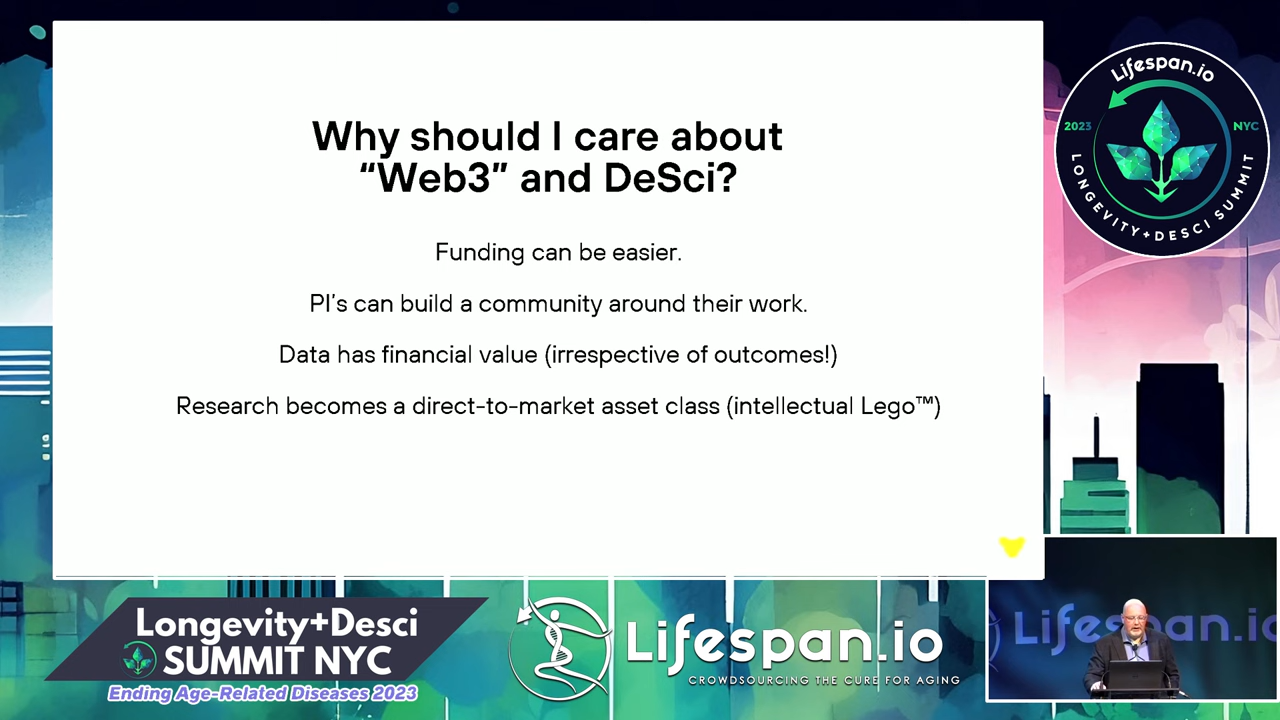 Why should I care about
“Web3” and DeSci?
Funding can be easier.
PI's can build a community around their work.
Data has financial value (irrespective of outcomes!)
Research becomes a direct-to-market asset class (intellectual Lego™)
Lifespan.io
2023
NYC
LONGEVITY+DESCI SUMMIT
Longevity+Desci
SUMMIT NYC
Ending Age-Related Diseases 2023
Lifespan.io
CROWDSOURCING THE CURE FOR AGING
Lifespan.io